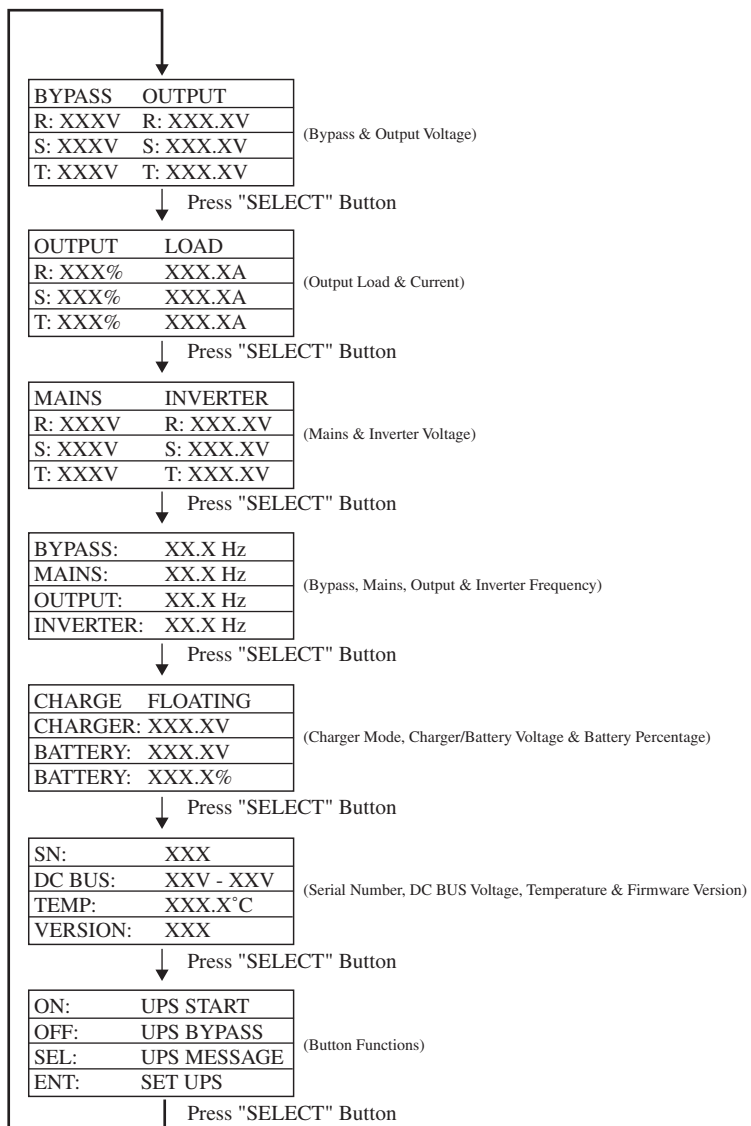 BYPASS OUTPUT
R: XXXV R: XXX.XV
S: XXXV S: XXX.XV
T: XXXV T: XXX.XV
(Bypass & Output Voltage)
Press "SELECT" Button
OUTPUT LOAD
R: XXX% XXX.XA
S: XXX% XXX.XA
T: XXX% XXX.XA
(Output Load & Current)
Press "SELECT" Button
MAINS INVERTER
R: XXXV R: XXX.XV
S: XXXV S: XXX.XV
T: XXXV T: XXX.XV
(Mains & Inverter Voltage)
Press "SELECT" Button
BYPASS: XX.X Hz
MAINS: XX.X Hz
OUTPUT: XX.X Hz
INVERTER: XX.X Hz
(Bypass, Mains, Output & Inverter Frequency)
Press "SELECT" Button
CHARGE FLOATING
CHARGER: XXX.XV
BATTERY: XXX.XV
BATTERY: XXX.X%
(Charger Mode, Charger/Battery Voltage & Battery Percentage)
Press "SELECT" Button
SN: XXX
DC BUS: XXV - XXV
TEMP: XXX.X˚C
VERSION: XXX
(Serial Number, DC BUS Voltage, Temperature & Firmware Version)
Press "SELECT" Button
ON: UPS START
OFF: UPS BYPASS
SEL: UPS MESSAGE
ENT: SET UPS
(Button Functions)
Press "SELECT" Button